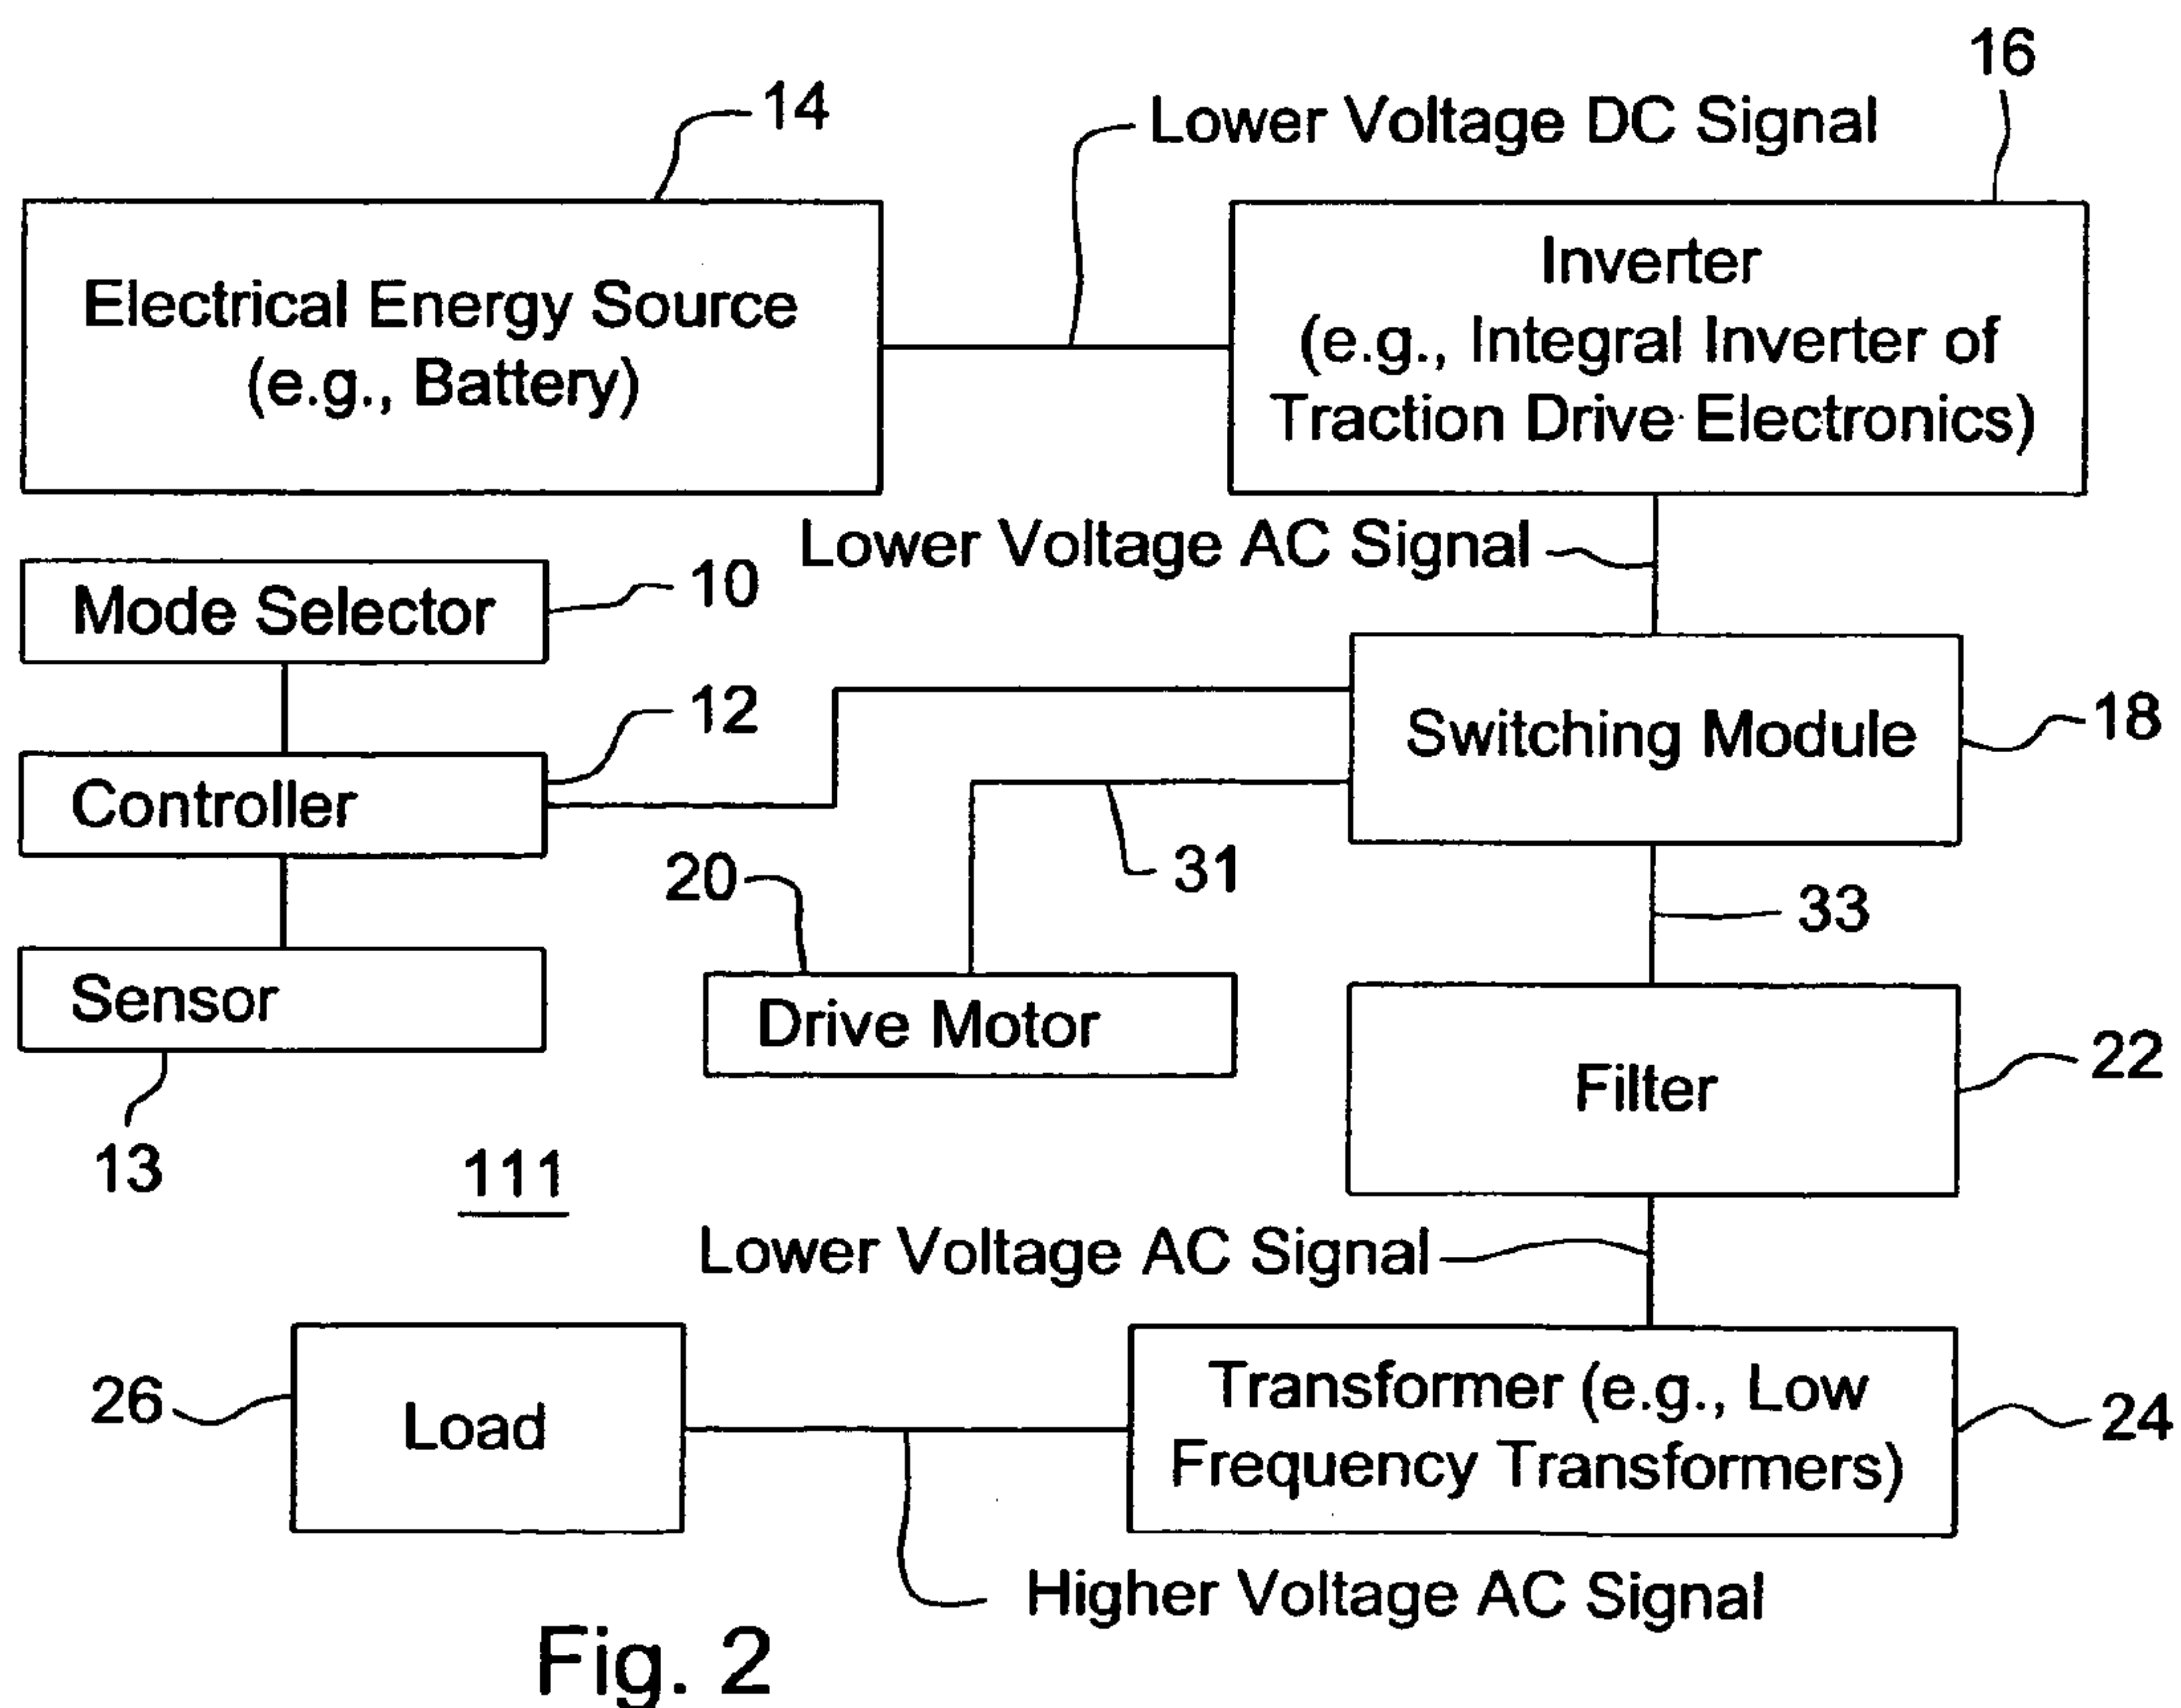 16
14
Lower Voltage DC Signal
Electrical Energy Source
(e.g., Battery)
Inverter
(e.g., Integral Inverter of
Traction Drive Electronics)
Lower Voltage AC Signal
Mode Selector
10
12
Controller
Switching Module
18
20
31
33
Sensor
Drive Motor
13
Filter
22
111
Lower Voltage AC Signal
26
Load
Transformer (e.g., Low
Frequency Transformers)
24
Higher Voltage AC Signal
Fig. 2